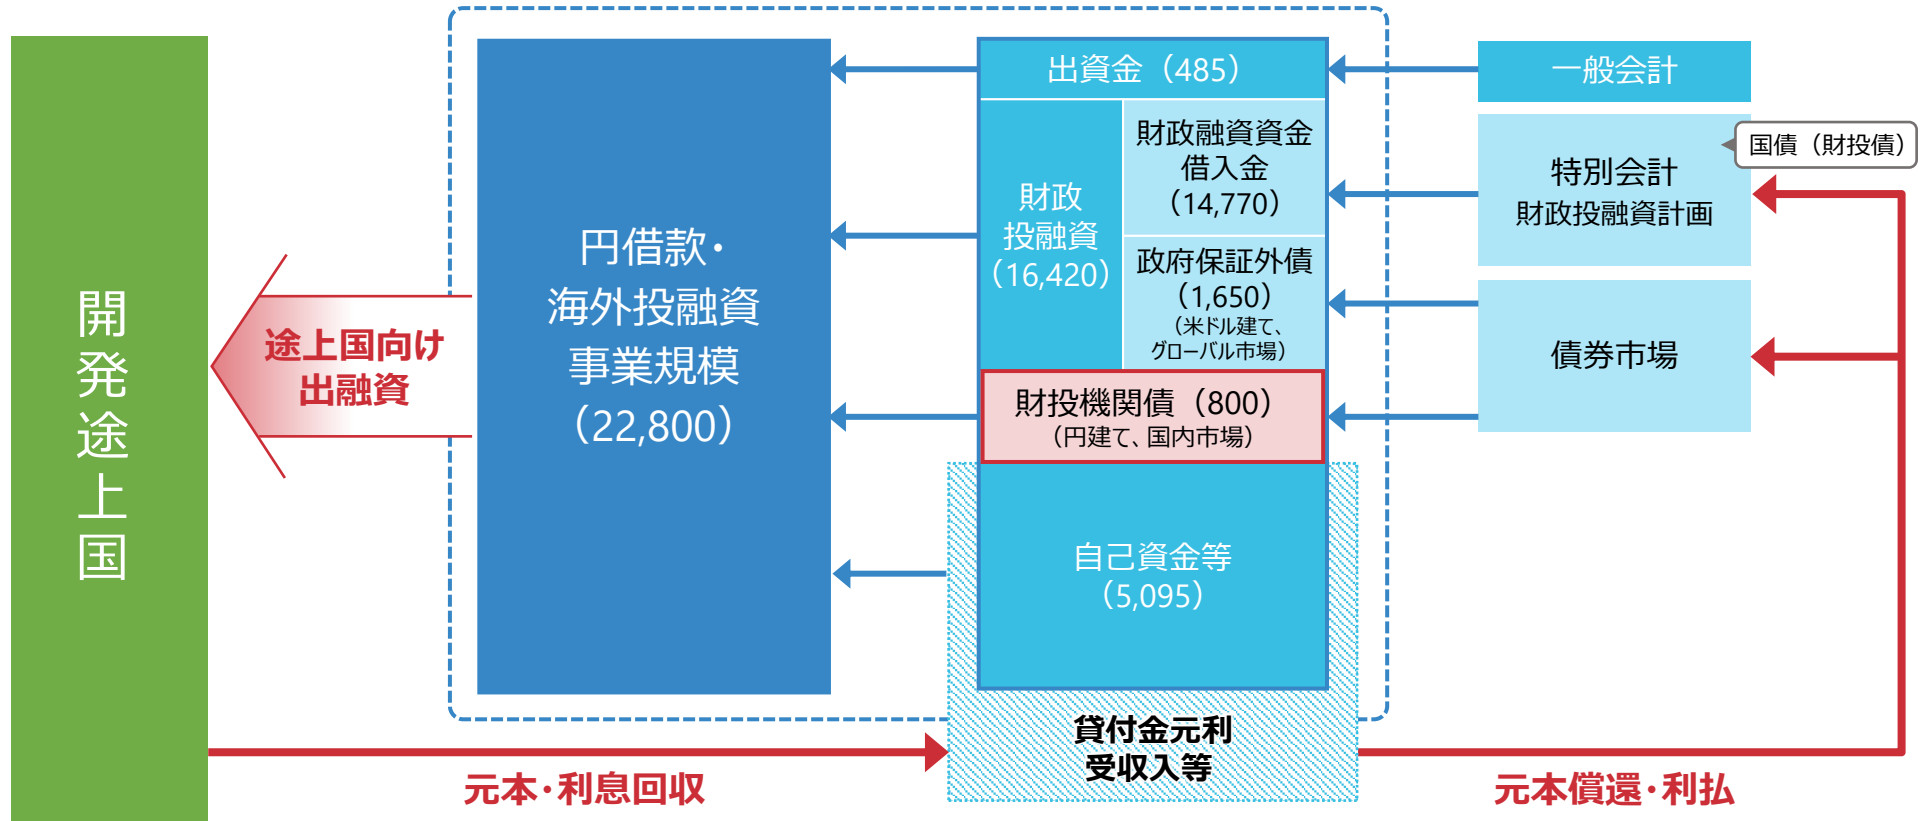 開発途上国
途上国向け
出融資
円借款・
海外投融資
事業規模
（22,800）
出資金（485）
財政
投融資
（16,420）
財政融資資金
借入金
（14,770）
政府保証外債
（1,650）
（米ドル建て、
グローバル市場）
財投機関債（800）
（円建て、国内市場）
自己資金等
（5,095）
貸付金元利
受収入等
一般会計
特別会計
財政投融資計画
国債（財投債）
債券市場
元本・利息回収
元本償還・利払